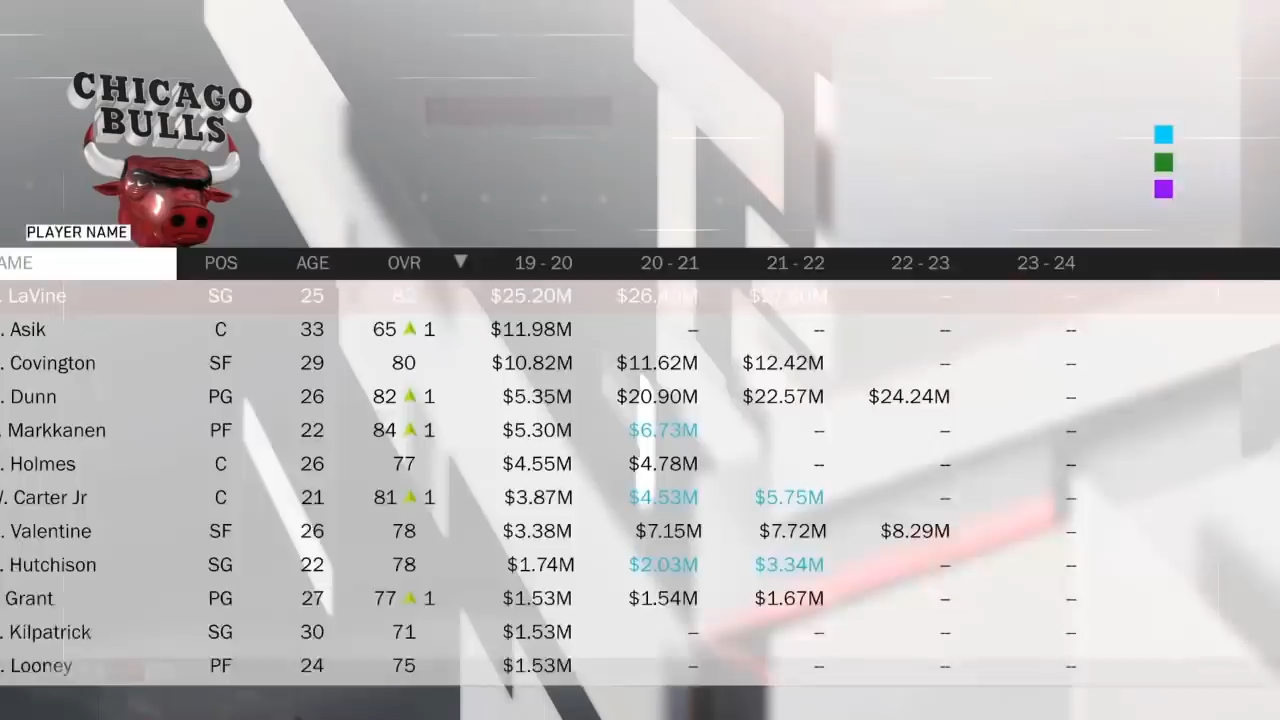 CHICAGO
BULLS
PLAYER NAME
AME POS AGE OVR ▼ 19 - 20 20 - 21 21 - 22 22 - 23 23 - 24
. LaVine SG 25 $25.20M – –
. Asik C 33 65 ▲ 1 $11.98M – – – –
. Covington SF 29 80 $10.82M $11.62M $12.42M – –
. Dunn PG 26 82 ▲ 1 $5.35M $20.90M $22.57M $24.24M –
. Markkanen PF 22 84 ▲ 1 $5.30M $6.73M – – –
. Holmes C 26 77 $4.55M $4.78M – – –
. Carter Jr C 21 81 ▲ 1 $3.87M $4.53M $5.75M – –
. Valentine SF 26 78 $3.38M $7.15M $7.72M $8.29M –
. Hutchison SG 22 78 $1.74M $2.03M $3.34M – –
Grant PG 27 77 ▲ 1 $1.53M $1.54M $1.67M – –
. Kilpatrick SG 30 71 $1.53M – – – –
. Looney PF 24 75 $1.53M – – – –